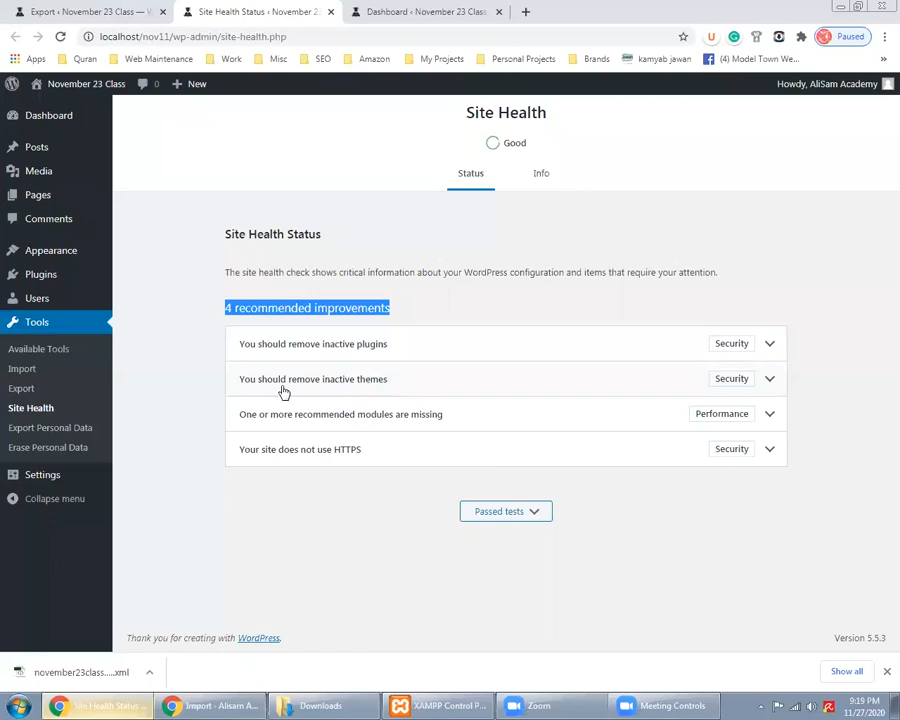 Export ‹ November 23 Class — W
Site Health Status ‹ November 2
Dashboard ‹ November 23 Class
localhost/nov11/wp-admin/site-health.php
Paused
Apps
Quran
Web Maintenance
Work
Misc
SEO
Amazon
My Projects
Personal Projects
Brands
kamyab jawan
(4) Model Town We...
November 23 Class
0
New
Howdy, AliSam Academy
Dashboard
Posts
Media
Pages
Comments
Appearance
Plugins
Users
Tools
Available Tools
Import
Export
Site Health
Export Personal Data
Erase Personal Data
Settings
Collapse menu
Site Health
Good
Status Info
Site Health Status
The site health check shows critical information about your WordPress configuration and items that require your attention.
4 recommended improvements
You should remove inactive plugins Security
You should remove inactive themes Security
One or more recommended modules are missing Performance
Your site does not use HTTPS Security
Passed tests
Thank you for creating with WordPress.
Version 5.5.3
november23class.....xml
Show all
Site Health Status ...
Import - Alisam A...
Downloads
XAMPP Control P...
Zoom
Meeting Controls
9:19 PM
11/27/2020